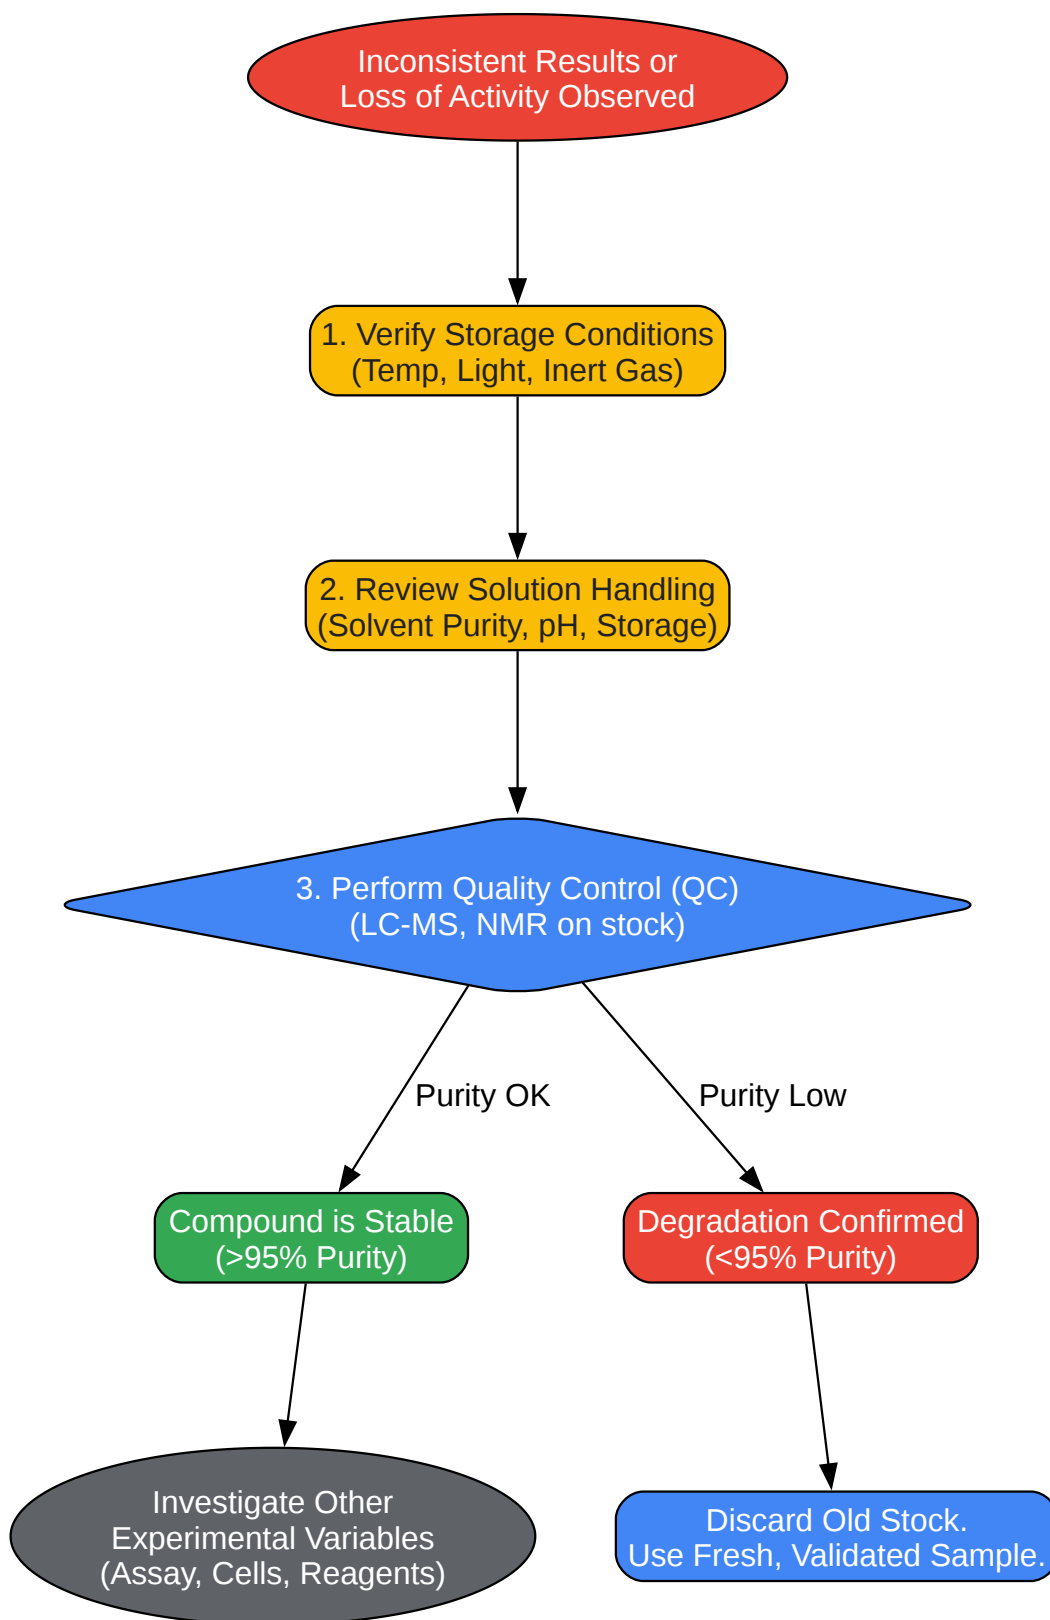 Inconsistent Results or
Loss of Activity Observed
1. Verify Storage Conditions
(Temp, Light, Inert Gas)
2. Review Solution Handling
(Solvent Purity, pH, Storage)
3. Perform Quality Control (QC)
(LC-MS, NMR on stock)
Purity OK
Purity Low
Compound is Stable
(>95% Purity)
Degradation Confirmed
(<95% Purity)
Investigate Other
Experimental Variables
(Assay, Cells, Reagents)
Discard Old Stock.
Use Fresh, Validated Sample.